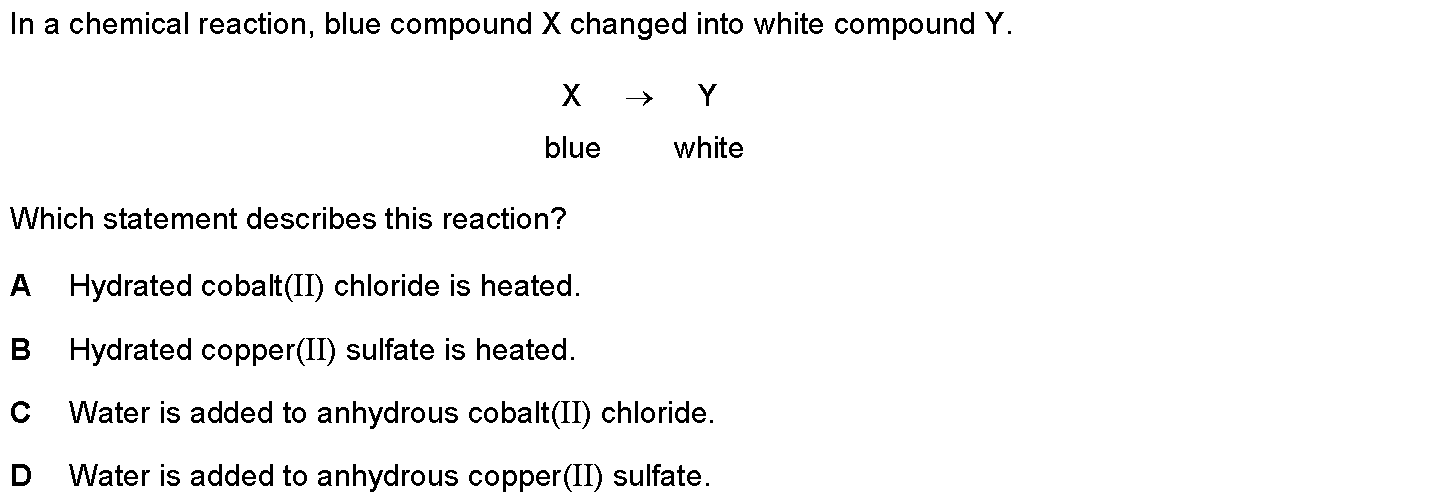 In a chemical reaction, blue compound X changed into white compound Y.
X → Y
blue white
Which statement describes this reaction?
A Hydrated cobalt(II) chloride is heated.
B Hydrated copper(II) sulfate is heated.
C Water is added to anhydrous cobalt(II) chloride.
D Water is added to anhydrous copper(II) sulfate.